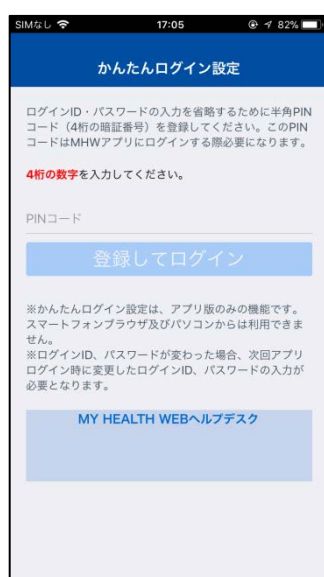 SIMなし 17:05 82%
かんたんログイン設定
ログインID・パスワードの入力を省略するために半角PIN
コード（4桁の暗証番号）を登録してください。このPIN
コードはMHWアプリにログインする際必要になります。
4桁の数字を入力してください。
PINコード
登録してログイン
※かんたんログイン設定は、アプリ版のみの機能です。
スマートフォンブラウザ及びパソコンからは利用できま
せん。
※ログインID、パスワードが変わった場合、次回アプリ
ログイン時に変更したログインID、パスワードの入力が
必要となります。
MY HEALTH WEBヘルプデスク